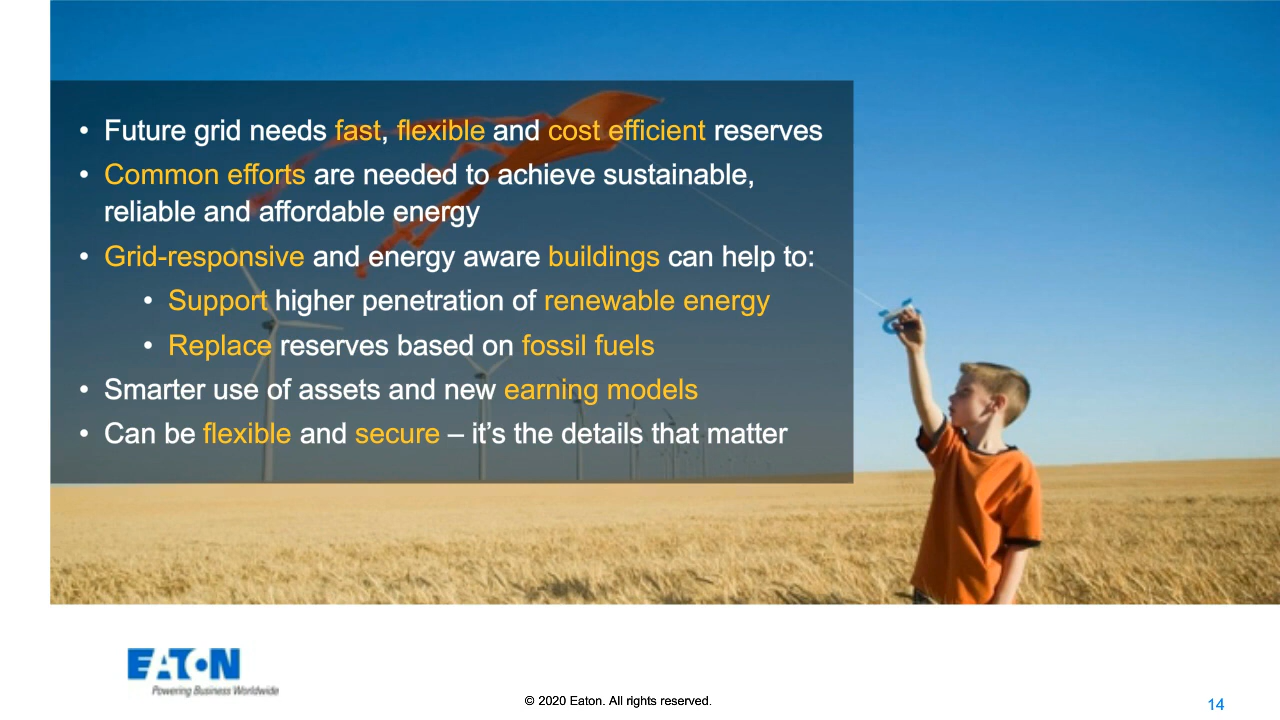 • Future grid needs fast, flexible and cost efficient reserves
• Common efforts are needed to achieve sustainable,
reliable and affordable energy
• Grid-responsive and energy aware buildings can help to:
• Support higher penetration of renewable energy
• Replace reserves based on fossil fuels
• Smarter use of assets and new earning models
• Can be flexible and secure – it’s the details that matter
EATON
Powering Business Worldwide
© 2020 Eaton. All rights reserved.
14